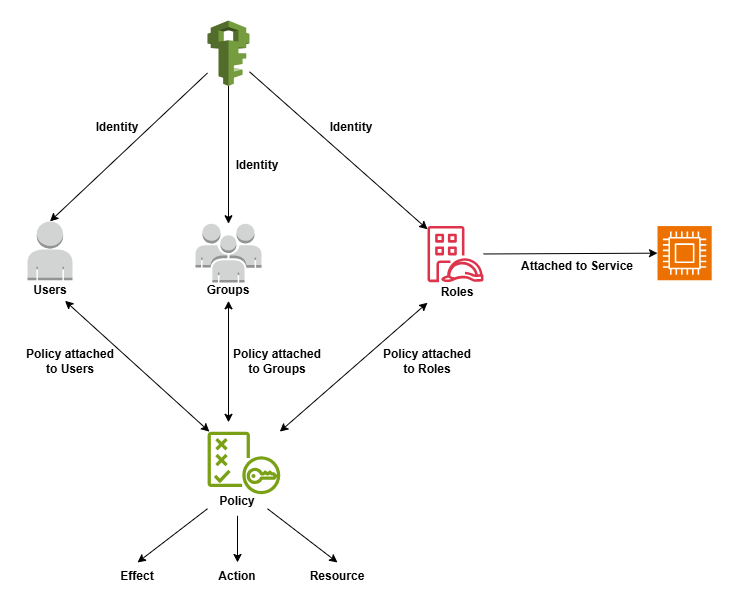 Identity
Identity
Identity
Users
Groups
Roles
Attached to Service
Policy attached
to Users
Policy attached
to Groups
Policy attached
to Roles
Policy
Effect
Action
Resource